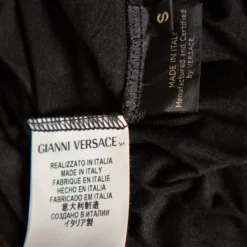 S
MADE IN ITALY
Manufactured and Certified
by VERSACE
GIANNI VERSACE
REALIZZATO IN ITALIA
MADE IN ITALY
FABRIQUE EN ITALIE
HECHO EN ITALIA
FABRICADO EM ITALIA
意大利制造
СОЗДАНО В ИТАЛИИ
イタリア製